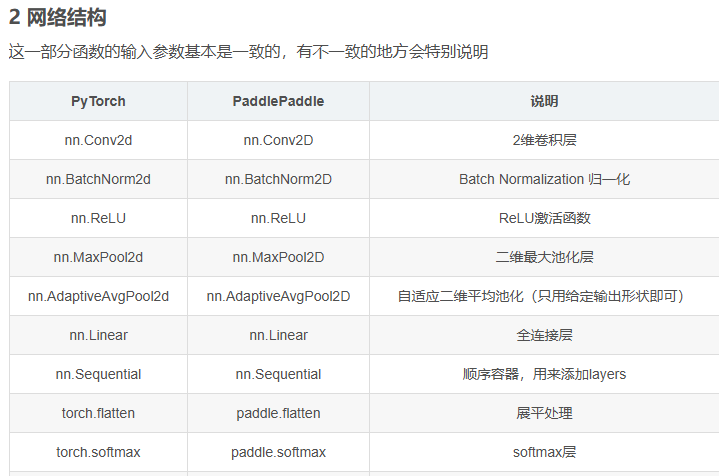 2 网络结构
这一部分函数的输入参数基本是一致的，有不一致的地方会特别说明
PyTorch PaddlePaddle 说明
nn.Conv2d nn.Conv2D 2维卷积层
nn.BatchNorm2d nn.BatchNorm2D Batch Normalization 归一化
nn.ReLU nn.ReLU ReLU激活函数
nn.MaxPool2d nn.MaxPool2D 二维最大池化层
nn.AdaptiveAvgPool2d nn.AdaptiveAvgPool2D 自适应二维平均池化（只用给定输出形状即可）
nn.Linear nn.Linear 全连接层
nn.Sequential nn.Sequential 顺序容器，用来添加layers
torch.flatten paddle.flatten 展平处理
torch.softmax paddle.softmax softmax层